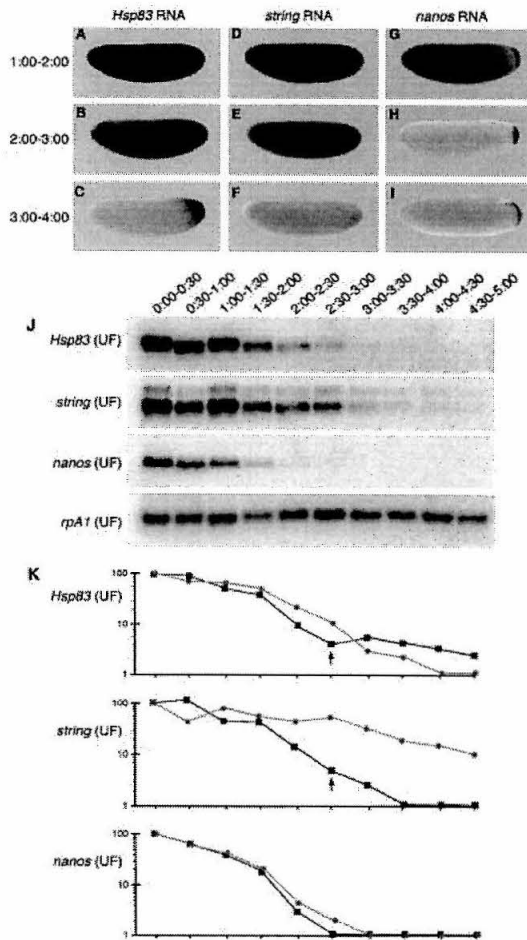 Hsp83 RNA
string RNA
nanos RNA
A
D
G
1:00-2:00
B
E
H
2:00-3:00
C
F
I
3:00-4:00
0:00-0:30
0:30-1:00
1:00-1:30
1:30-2:00
2:00-2:30
2:30-3:00
3:00-3:30
3:30-4:00
4:00-4:30
4:30-5:00
J
Hsp83 (UF)
string (UF)
nanos (UF)
rpA1 (UF)
K
Hsp83 (UF)
100
10
1
string (UF)
100
10
1
nanos (UF)
100
10
1